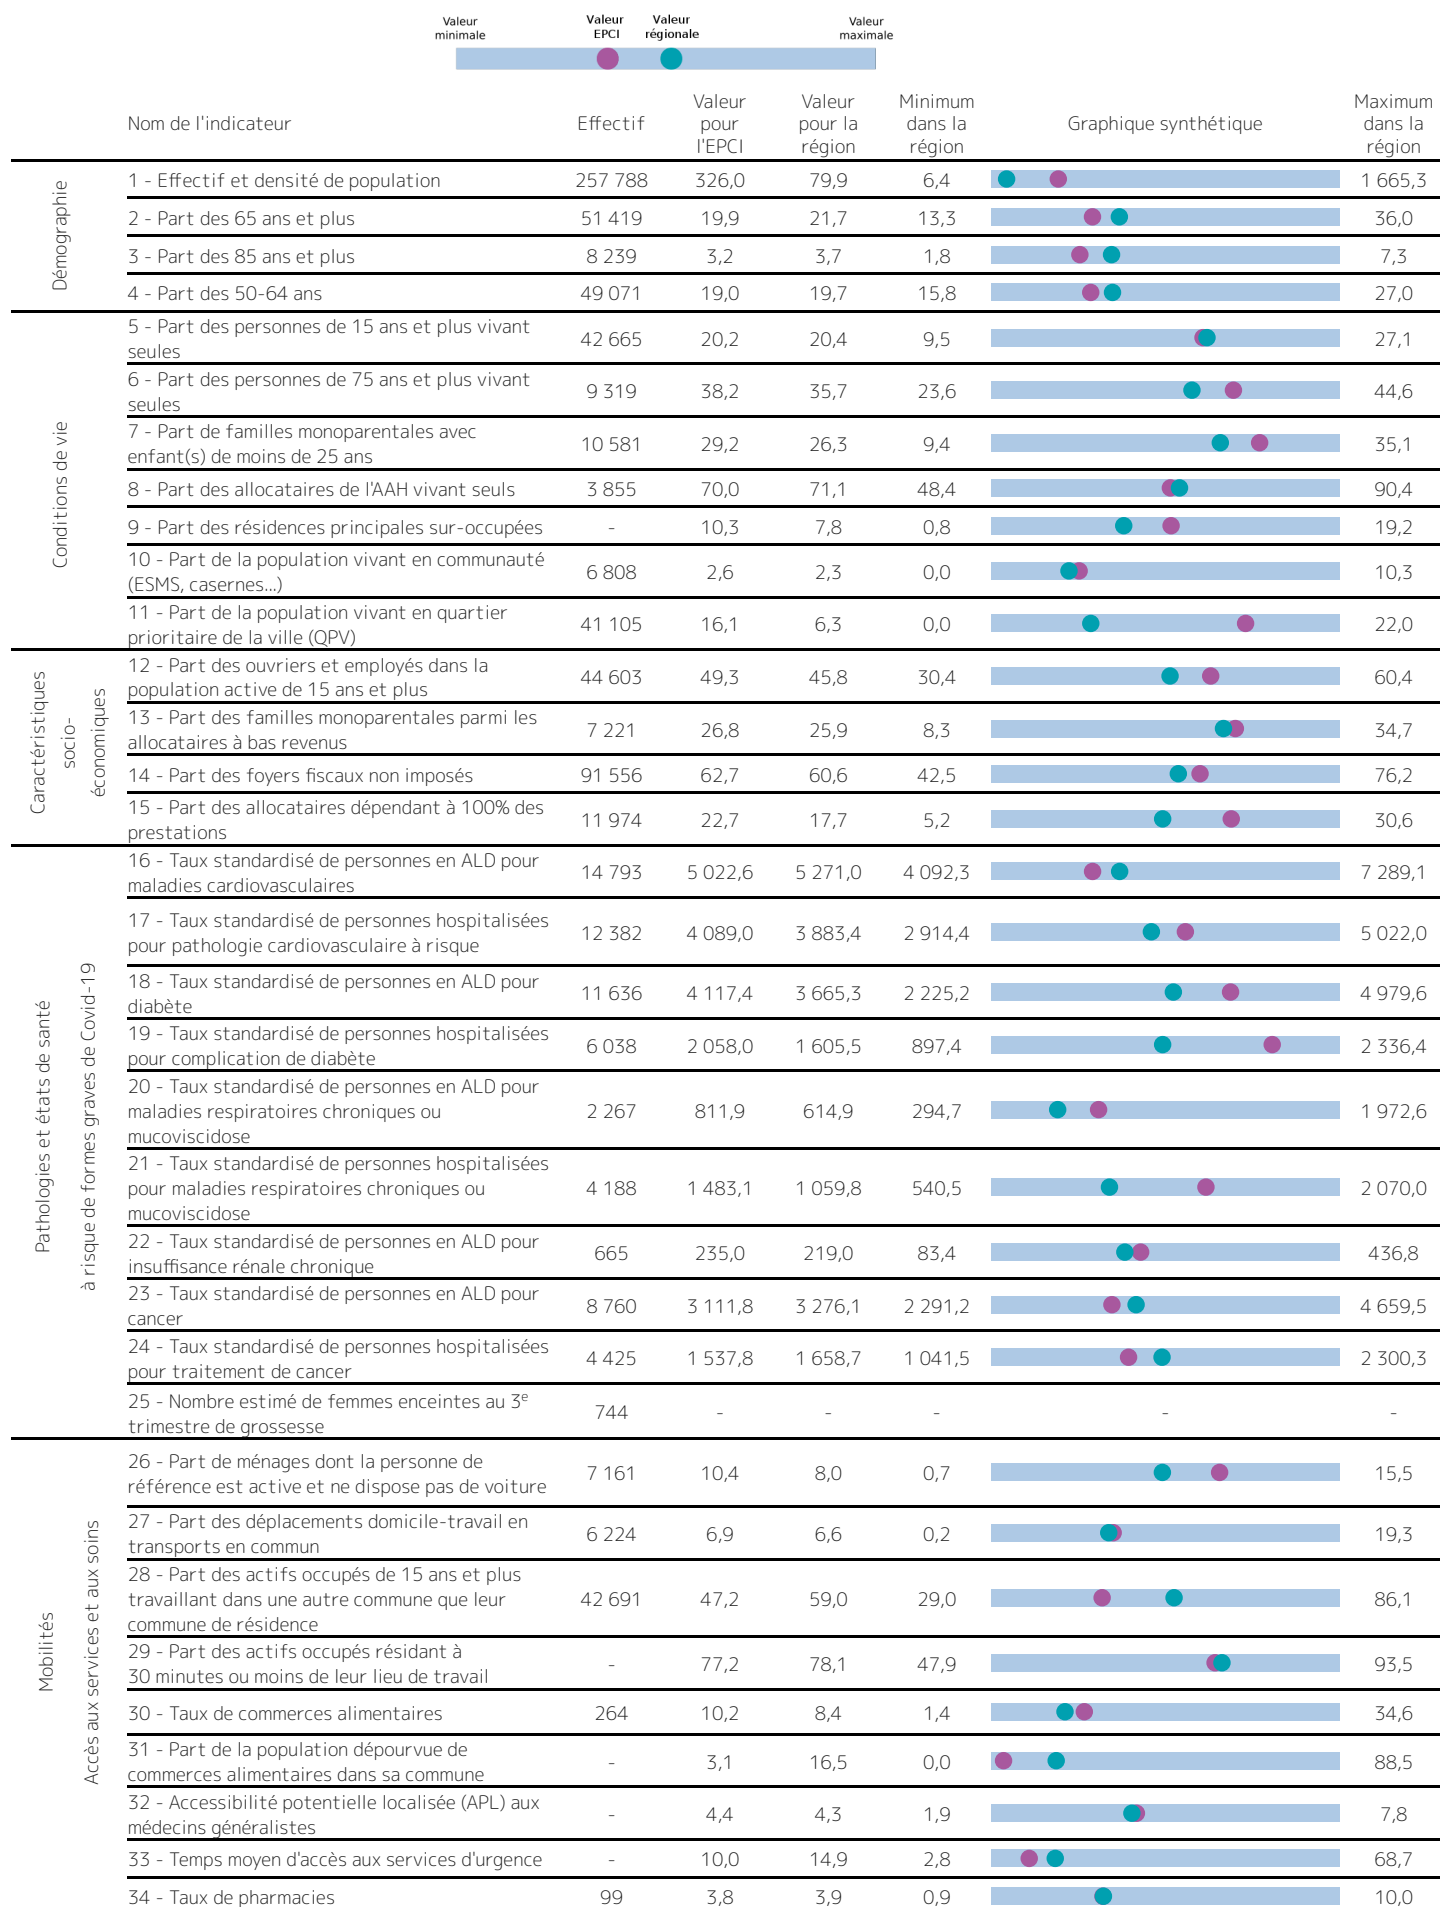 Valeur
minimale
Valeur
EPCI
Valeur
régionale
Valeur
maximale
Nom de l'indicateur
Effectif
Valeur
pour
l'EPCI
Valeur
pour la
région
Minimum
dans la
région
Graphique synthétique
Maximum
dans la
région
Démographie
1 - Effectif et densité de population 257 788 326,0 79,9 6,4 1 665,3
2 - Part des 65 ans et plus 51 419 19,9 21,7 13,3 36,0
3 - Part des 85 ans et plus 8 239 3,2 3,7 1,8 7,3
4 - Part des 50-64 ans 49 071 19,0 19,7 15,8 27,0
Conditions de vie
5 - Part des personnes de 15 ans et plus vivant
seules
42 665 20,2 20,4 9,5 27,1
6 - Part des personnes de 75 ans et plus vivant
seules
9 319 38,2 35,7 23,6 44,6
7 - Part de familles monoparentales avec
enfant(s) de moins de 25 ans
10 581 29,2 26,3 9,4 35,1
8 - Part des allocataires de l'AAH vivant seuls 3 855 70,0 71,1 48,4 90,4
9 - Part des résidences principales sur-occupées - 10,3 7,8 0,8 19,2
10 - Part de la population vivant en communauté
(ESMS, casernes...)
6 808 2,6 2,3 0,0 10,3
11 - Part de la population vivant en quartier
prioritaire de la ville (QPV)
41 105 16,1 6,3 0,0 22,0
Caractéristiques
socio-
économiques
12 - Part des ouvriers et employés dans la
population active de 15 ans et plus
44 603 49,3 45,8 30,4 60,4
13 - Part des familles monoparentales parmi les
allocataires à bas revenus
7 221 26,8 25,9 8,3 34,7
14 - Part des foyers fiscaux non imposés 91 556 62,7 60,6 42,5 76,2
15 - Part des allocataires dépendant à 100% des
prestations
11 974 22,7 17,7 5,2 30,6
Pathologies et états de santé
à risque de formes graves de Covid-19
16 - Taux standardisé de personnes en ALD pour
maladies cardiovasculaires
14 793 5 022,6 5 271,0 4 092,3 7 289,1
17 - Taux standardisé de personnes hospitalisées
pour pathologie cardiovasculaire à risque
12 382 4 089,0 3 883,4 2 914,4 5 022,0
18 - Taux standardisé de personnes en ALD pour
diabète
11 636 4 117,4 3 665,3 2 225,2 4 979,6
19 - Taux standardisé de personnes hospitalisées
pour complication de diabète
6 038 2 058,0 1 605,5 897,4 2 336,4
20 - Taux standardisé de personnes en ALD pour
maladies respiratoires chroniques ou
mucoviscidose
2 267 811,9 614,9 294,7 1 972,6
21 - Taux standardisé de personnes hospitalisées
pour maladies respiratoires chroniques ou
mucoviscidose
4 188 1 483,1 1 059,8 540,5 2 070,0
22 - Taux standardisé de personnes en ALD pour
insuffisance rénale chronique
665 235,0 219,0 83,4 436,8
23 - Taux standardisé de personnes en ALD pour
cancer
8 760 3 111,8 3 276,1 2 291,2 4 659,5
24 - Taux standardisé de personnes hospitalisées
pour traitement de cancer
4 425 1 537,8 1 658,7 1 041,5 2 300,3
25 - Nombre estimé de femmes enceintes au 3e
trimestre de grossesse
744 - - - - -
Mobilités
Accès aux services et aux soins
26 - Part de ménages dont la personne de
référence est active et ne dispose pas de voiture
7 161 10,4 8,0 0,7 15,5
27 - Part des déplacements domicile-travail en
transports en commun
6 224 6,9 6,6 0,2 19,3
28 - Part des actifs occupés de 15 ans et plus
travaillant dans une autre commune que leur
commune de résidence
42 691 47,2 59,0 29,0 86,1
29 - Part des actifs occupés résidant à
30 minutes ou moins de leur lieu de travail
- 77,2 78,1 47,9 93,5
30 - Taux de commerces alimentaires 264 10,2 8,4 1,4 34,6
31 - Part de la population dépourvue de
commerces alimentaires dans sa commune
- 3,1 16,5 0,0 88,5
32 - Accessibilité potentielle localisée (APL) aux
médecins généralistes
- 4,4 4,3 1,9 7,8
33 - Temps moyen d'accès aux services d'urgence - 10,0 14,9 2,8 68,7
34 - Taux de pharmacies 99 3,8 3,9 0,9 10,0